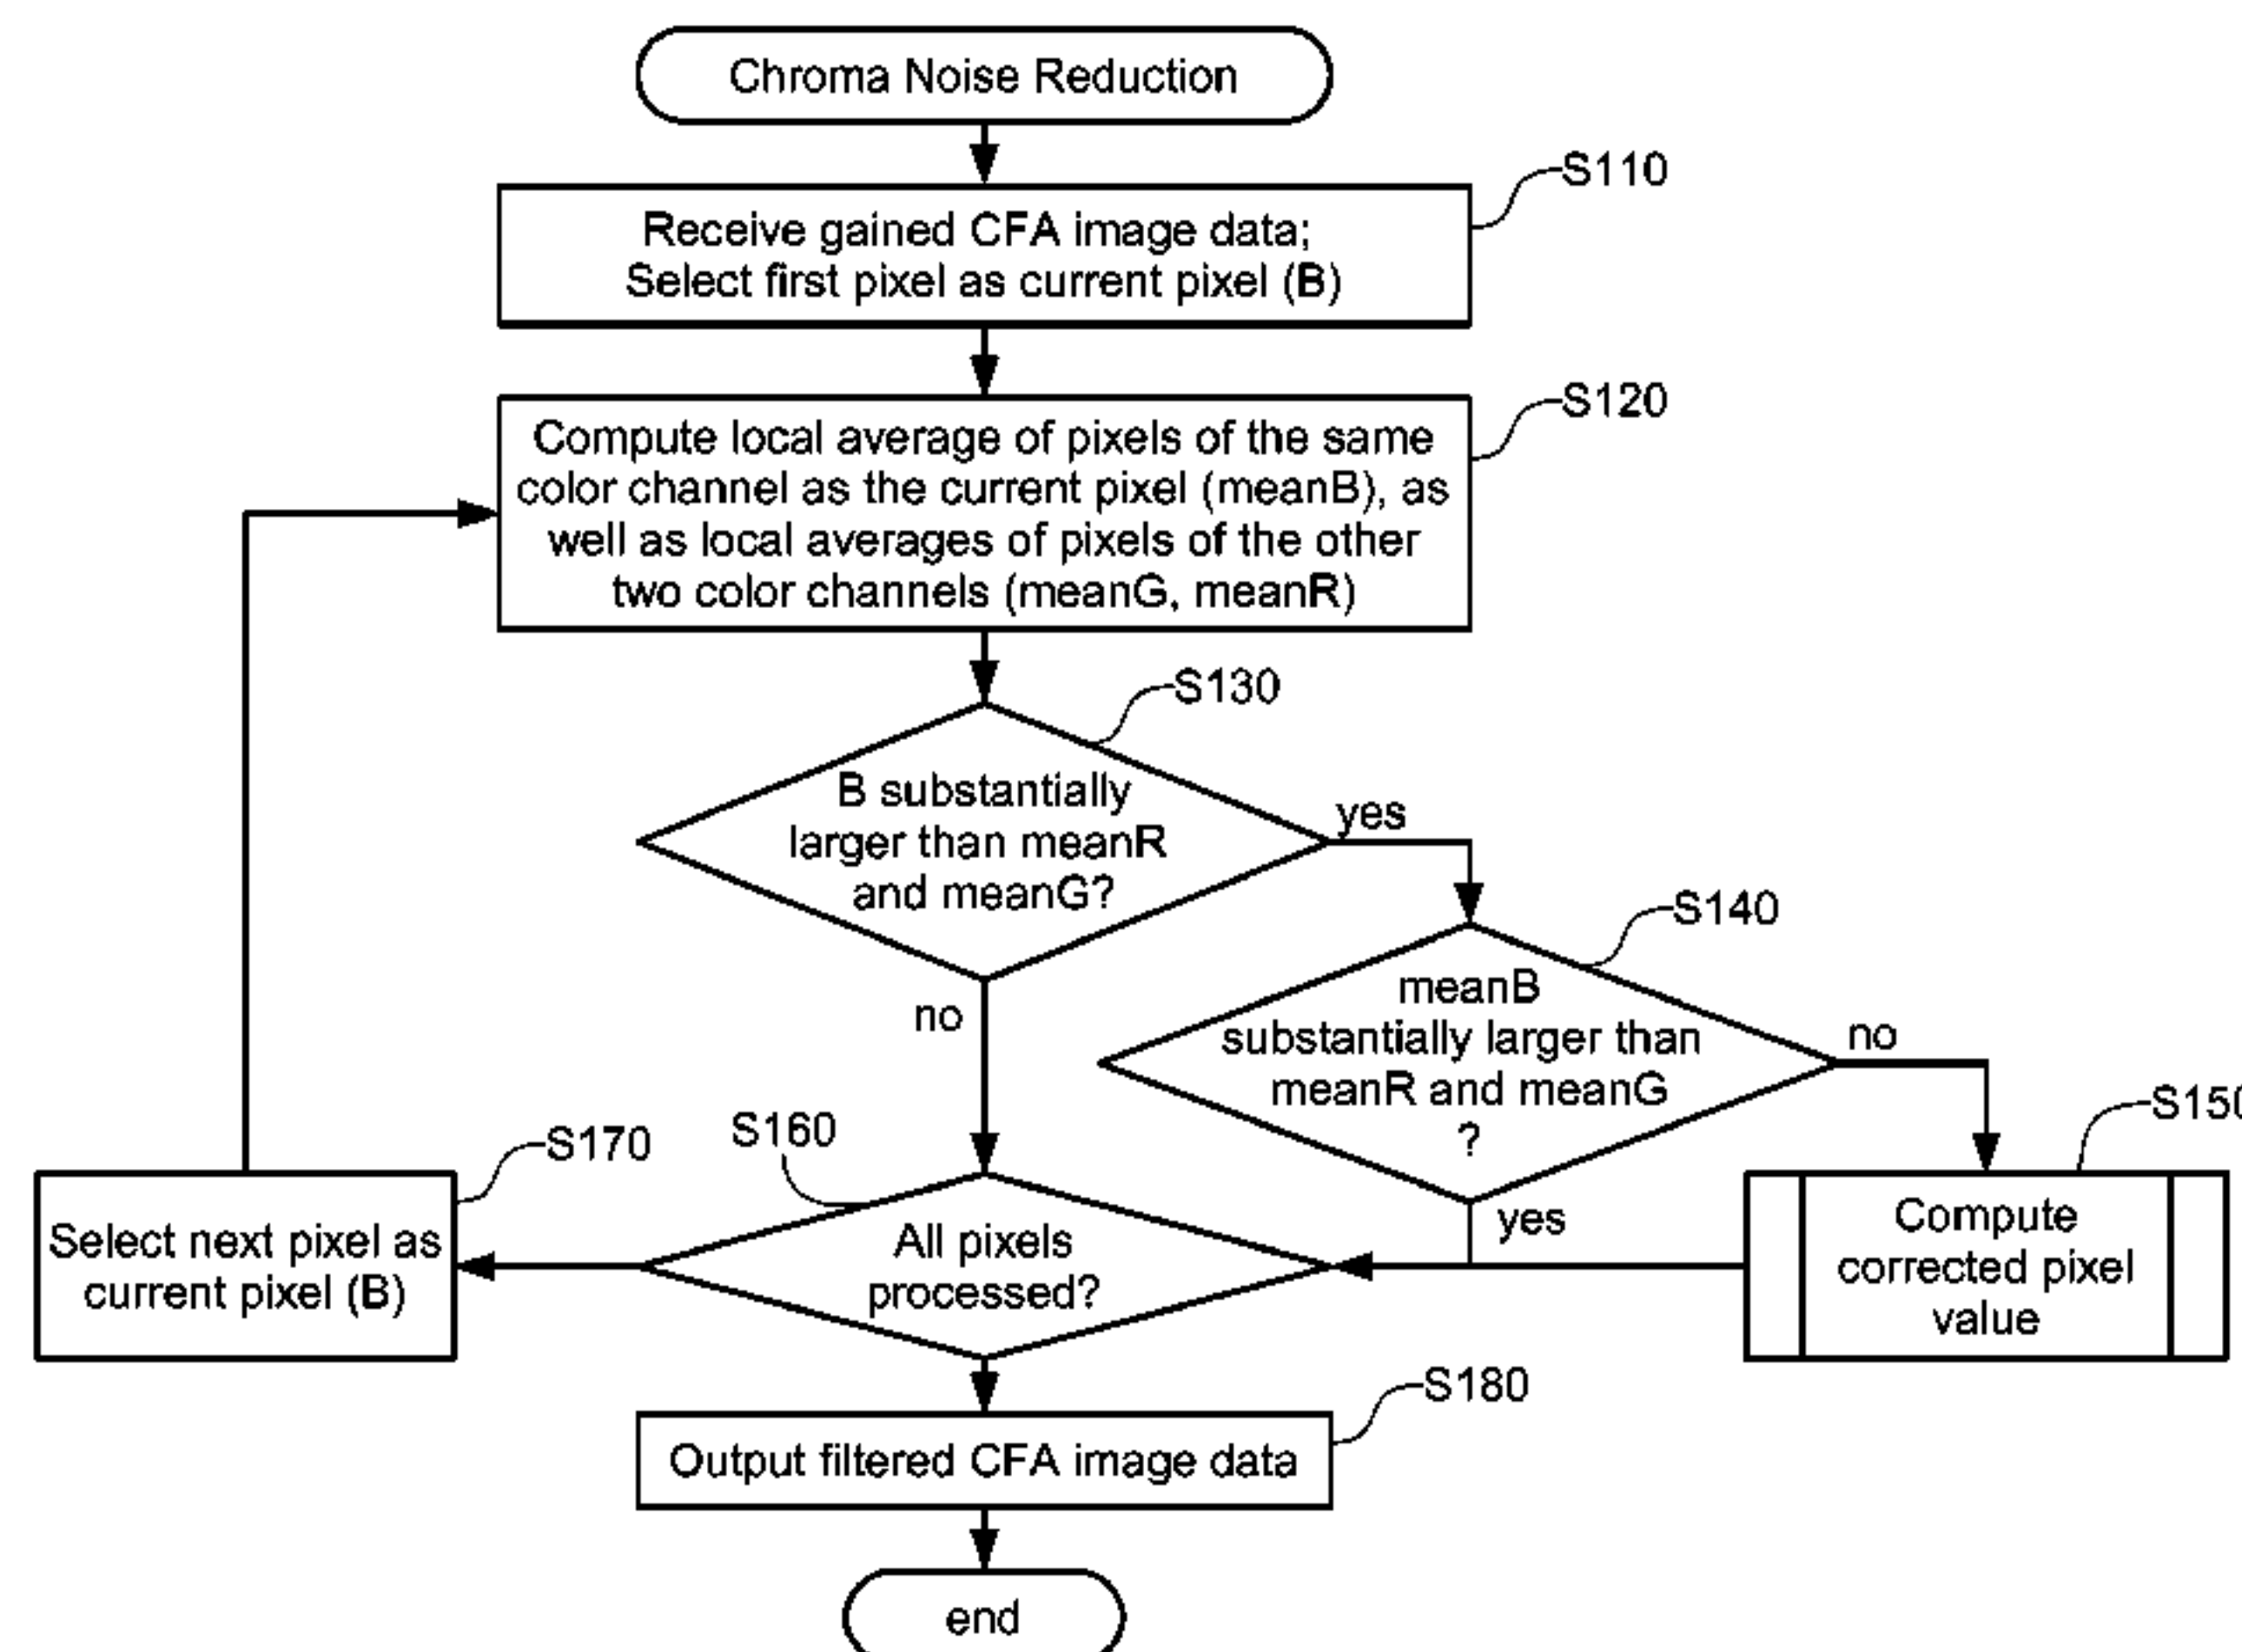 Chroma Noise Reduction
S110
Receive gained CFA image data;
Select first pixel as current pixel (B)
S120
Compute local average of pixels of the same
color channel as the current pixel (meanB), as
well as local averages of pixels of the other
two color channels (meanG, meanR)
S130
B substantially
larger than meanR
and meanG?
yes
no
S140
meanB
substantially larger than
meanR and meanG
?
no
yes
S150
Compute
corrected pixel
value
S160
All pixels
processed?
S170
Select next pixel as
current pixel (B)
S180
Output filtered CFA image data
end